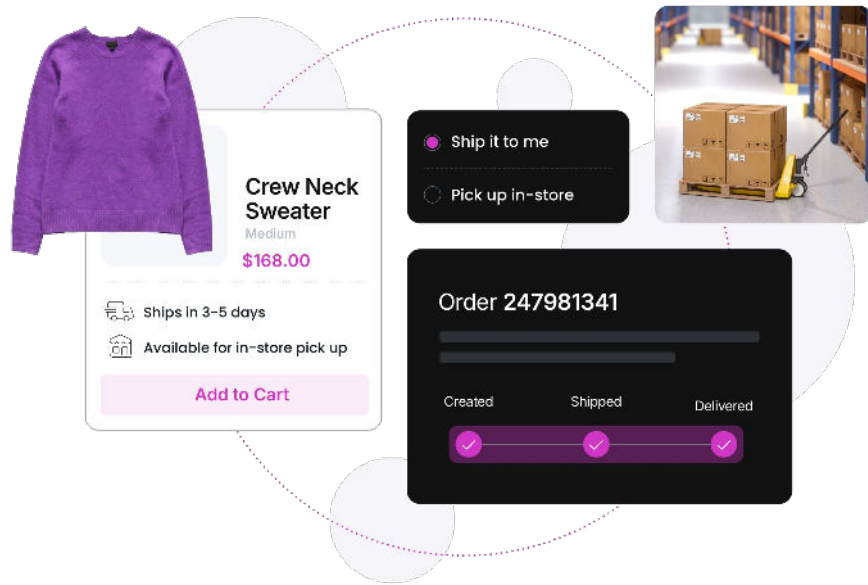 Crew Neck
Sweater
Medium
$168.00
Ships in 3-5 days
Available for in-store pick up
Add to Cart
Ship it to me
Pick up in-store
Order 247981341
Created
Shipped
Delivered